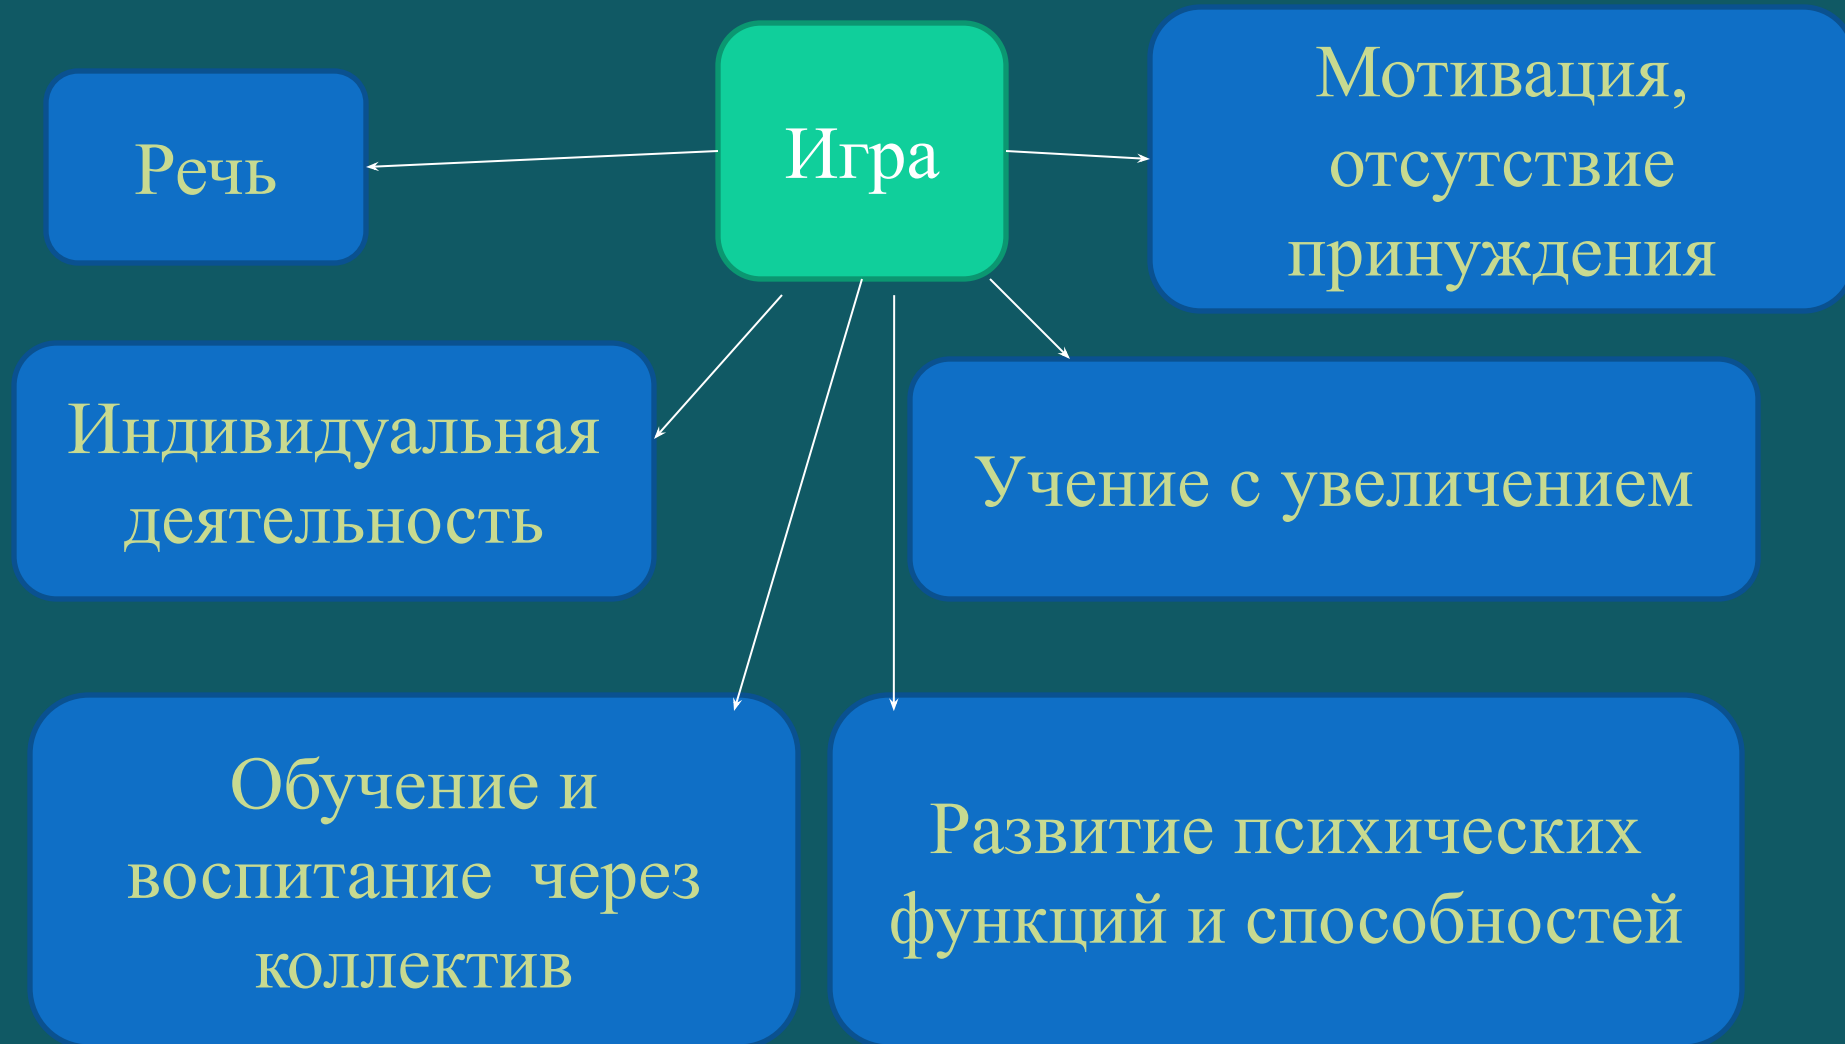 Игра
Речь
Мотивация,
отсутствие
принуждения
Индивидуальная
деятельность
Учение с увеличением
Обучение и
воспитание через
коллектив
Развитие психических
функций и способностей